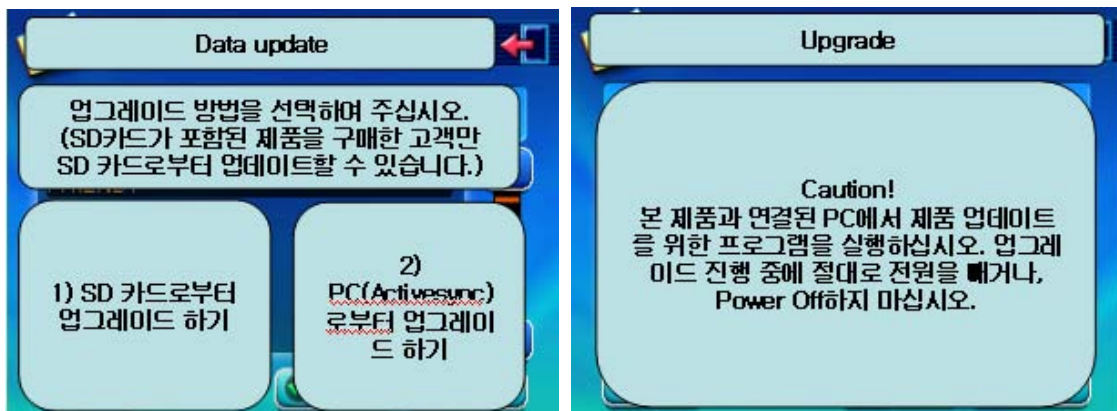 Data update
업그레이드 방법을 선택하여 주십시오.
(SD카드가 포함된 제품을 구매한 고객만
SD 카드로부터 업데이트할 수 있습니다.)
1) SD 카드로부터
업그레이드 하기
2)
PC(Activesync)
로부터 업그레이
드 하기
Upgrade
Caution!
본 제품과 연결된 PC에서 제품 업데이트
를 위한 프로그램을 실행하십시오. 업그레
이드 진행 중에 절대로 전원을 빼거나,
Power Off하지 마십시오.